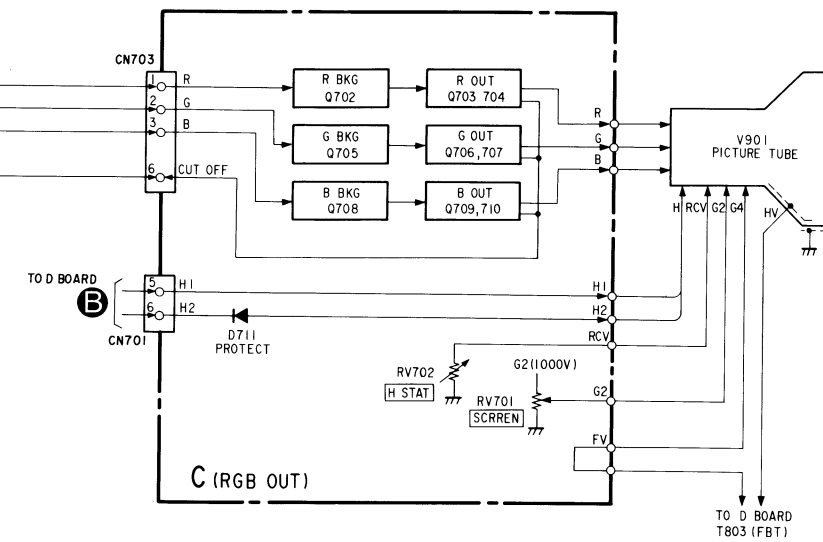 CN703
1
R
2
G
3
B
6
CUT OFF
R BKG
Q702
R OUT
Q703 704
G BKG
Q705
G OUT
Q706,707
B BKG
Q708
B OUT
Q709,710
R
G
B
V901
PICTURE TUBE
H
RCV
G2
G4
HV
TO D BOARD
B
5
H1
6
H2
CN701
D711
PROTECT
H1
H2
RCV
RV702
H STAT
G2(1000V)
RV701
SCRREN
G2
FV
C (RGB OUT)
TO D BOARD
T803 (FBT)